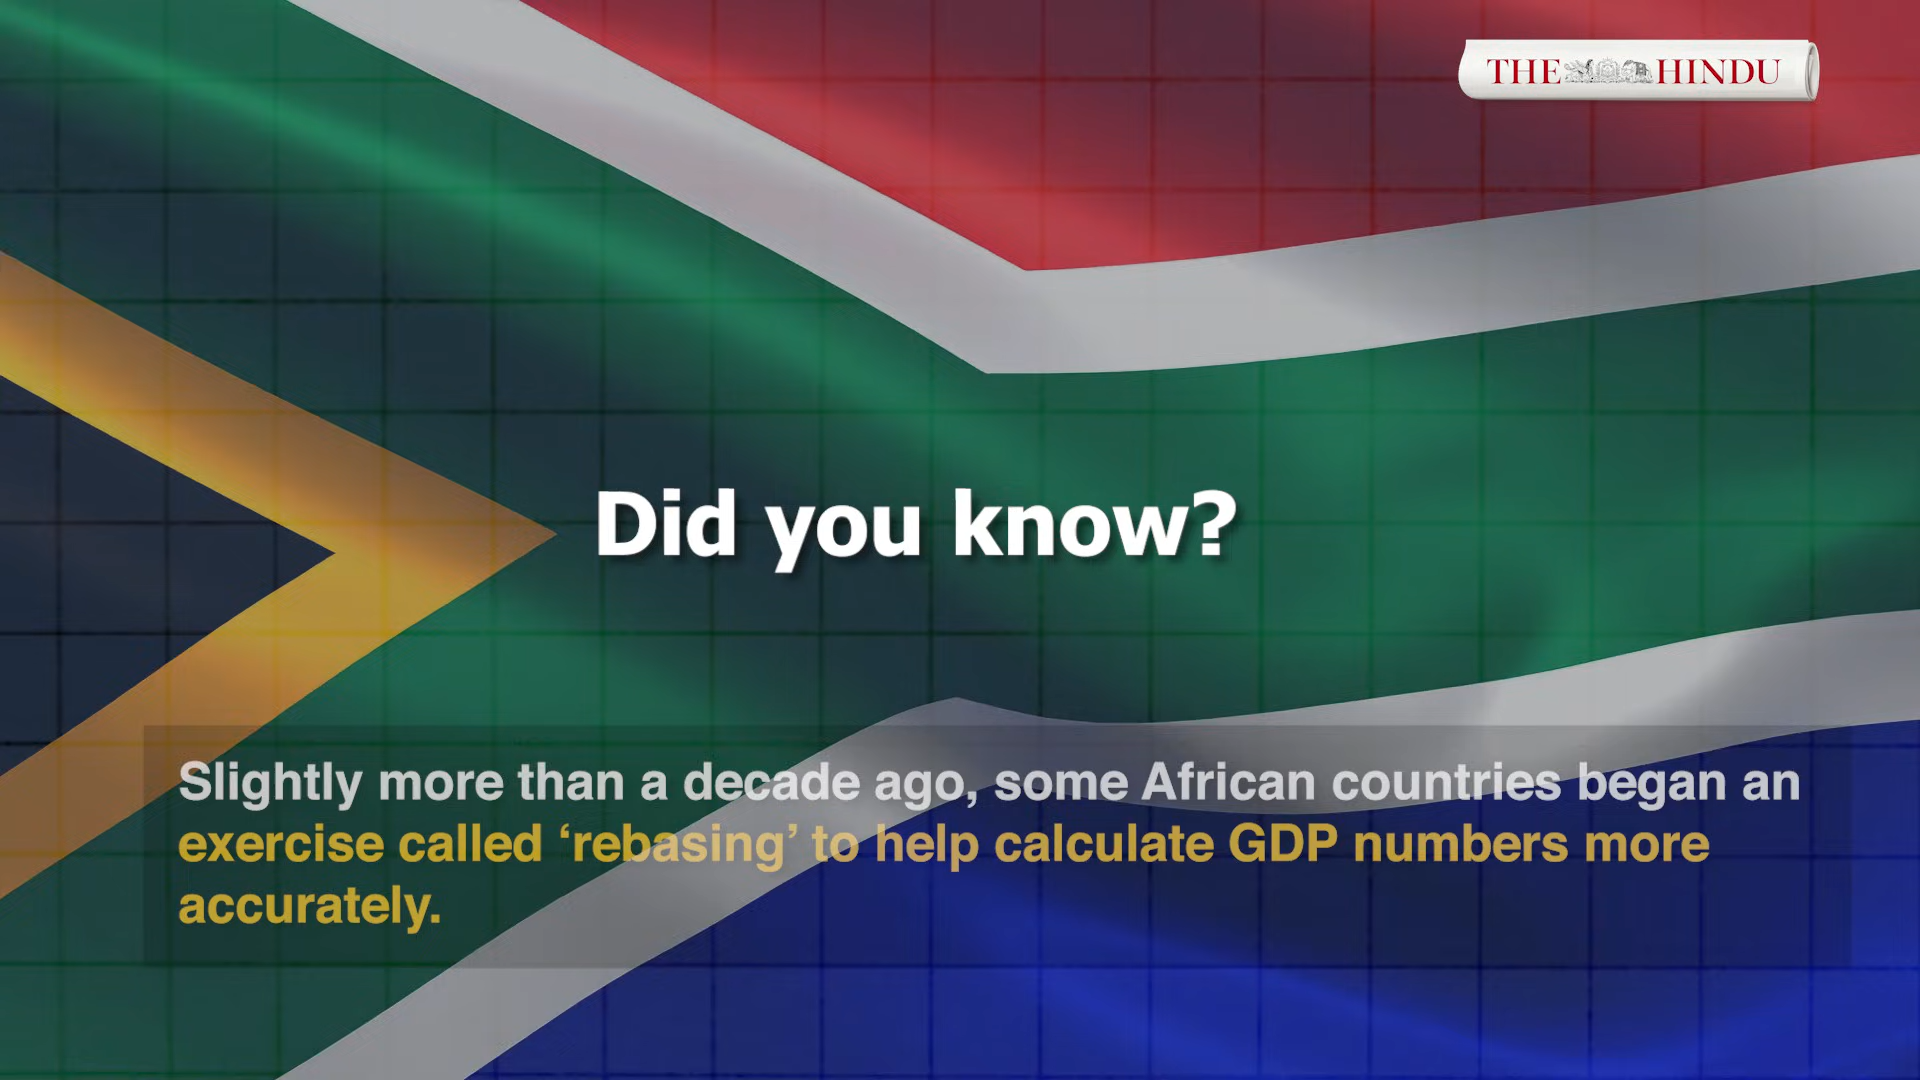 THE HINDU
Did you know?
Slightly more than a decade ago, some African countries began an
exercise called ‘rebasing’ to help calculate GDP numbers more
accurately.